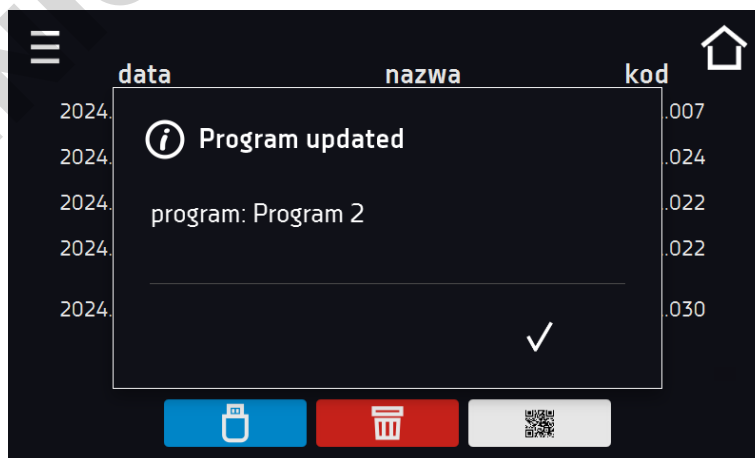 data nazwa kod
2024. .007
Program updated
2024. .024
2024. .022
program: Program 2
2024. .022
2024. .030